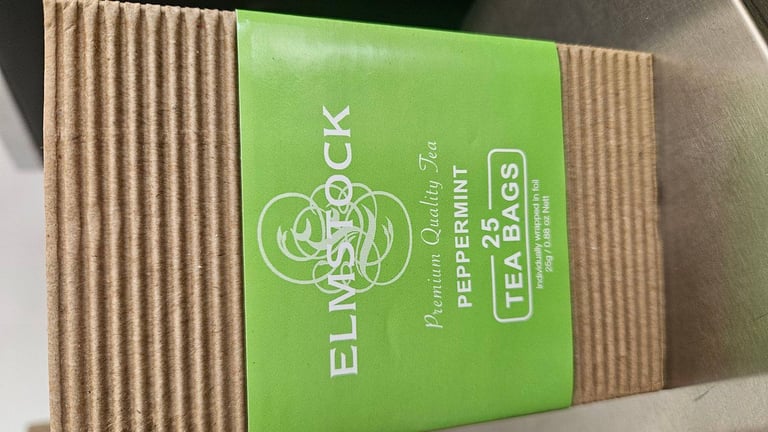 ELMSTOCK
Premium Quality Tea
PEPPERMINT
25
TEA BAGS
Individually wrapped in foil
25g / 0.88 oz Nett